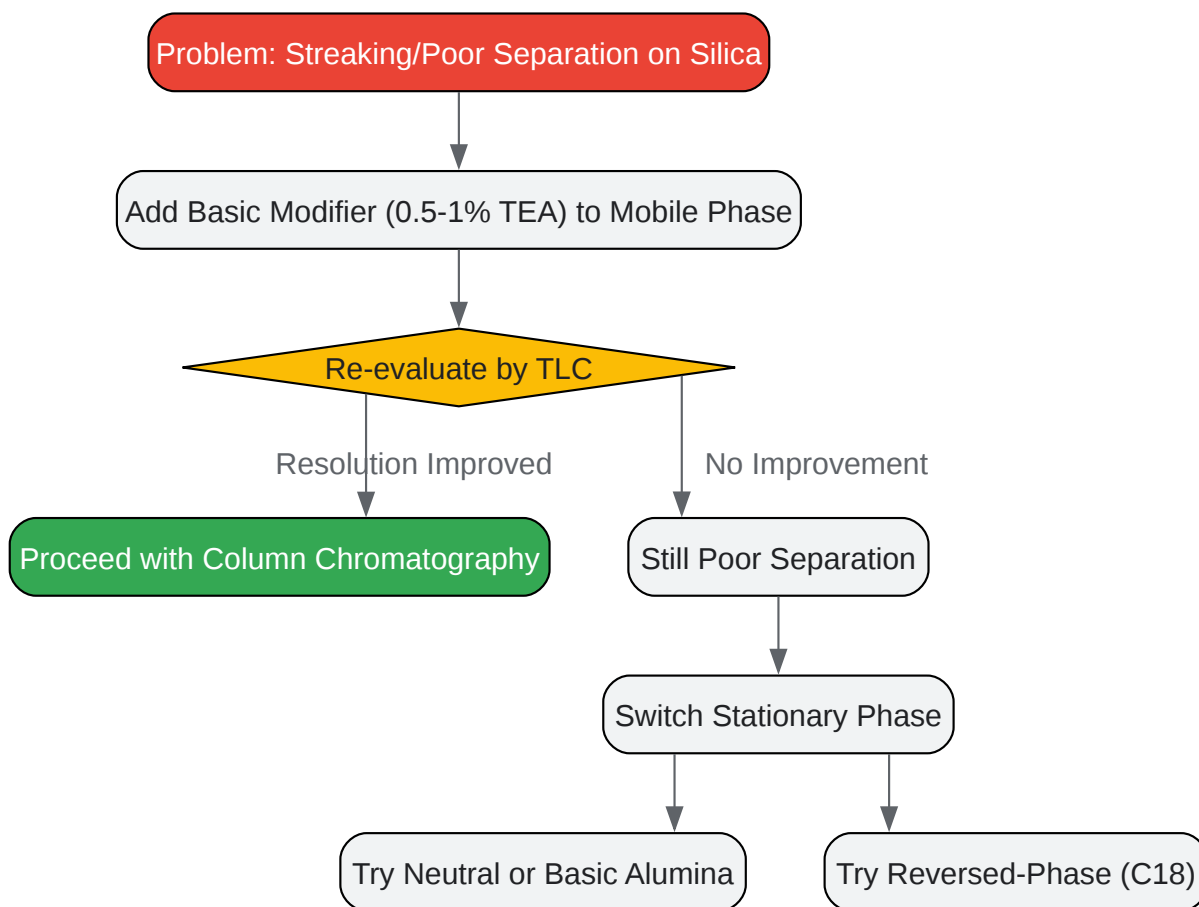 Problem: Streaking/Poor Separation on Silica
Add Basic Modifier (0.5-1% TEA) to Mobile Phase
Re-evaluate by TLC
Resolution Improved
No Improvement
Proceed with Column Chromatography
Still Poor Separation
Switch Stationary Phase
Try Neutral or Basic Alumina
Try Reversed-Phase (C18)